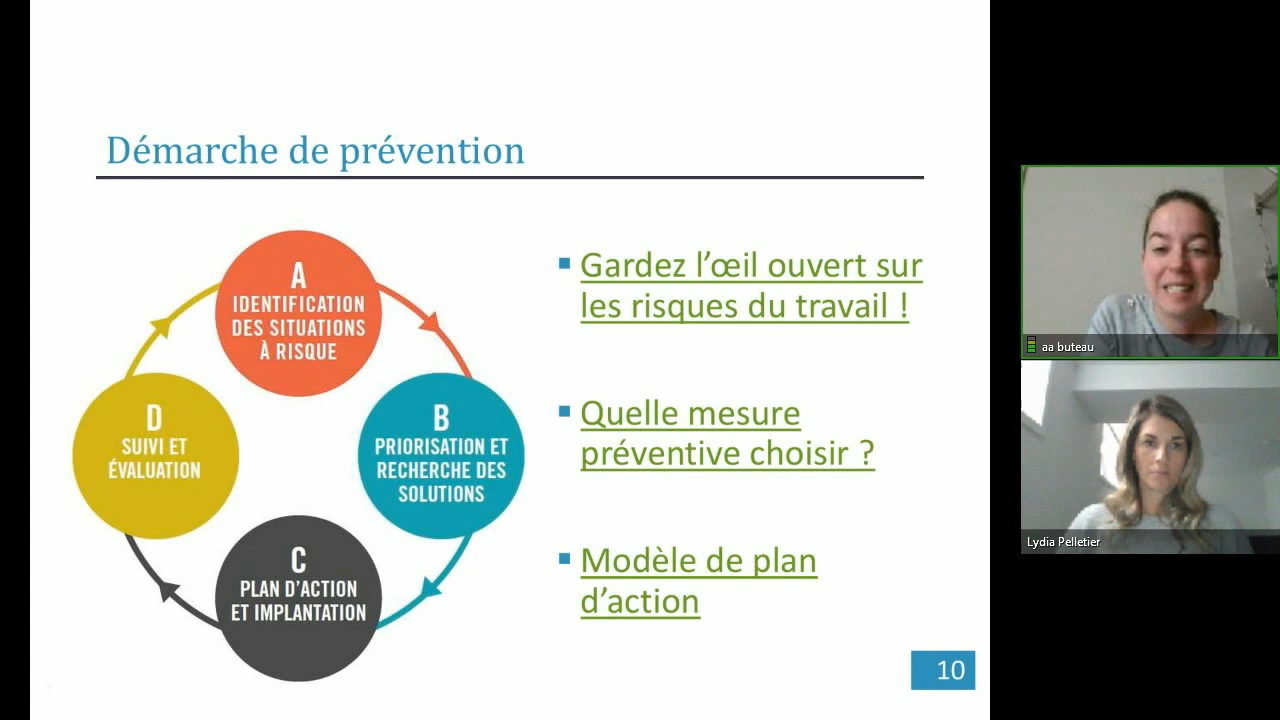 Démarche de prévention
A
IDENTIFICATION
DES SITUATIONS
À RISQUE
B
PRIORISATION ET
RECHERCHE DES
SOLUTIONS
C
PLAN D'ACTION
ET IMPLANTATION
D
SUIVI ET
ÉVALUATION
Gardez l'œil ouvert sur
les risques du travail !
Quelle mesure
préventive choisir ?
Modèle de plan
d'action
10
aa buteau
Lydia Pelletier